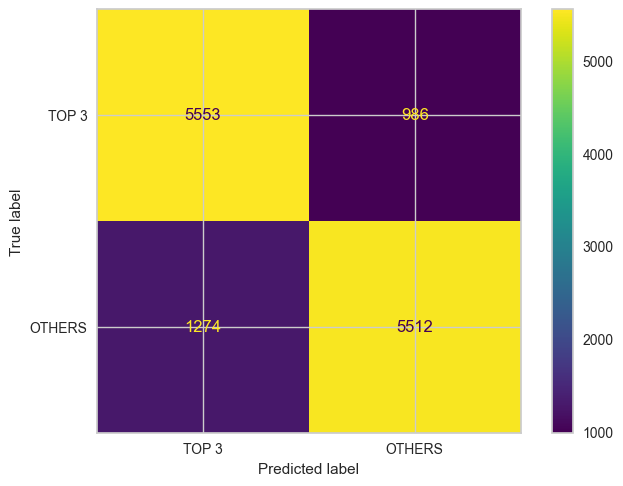 TOP 3
OTHERS
True label
5553
986
1274
5512
TOP 3
OTHERS
Predicted label
5000
4000
3000
2000
1000